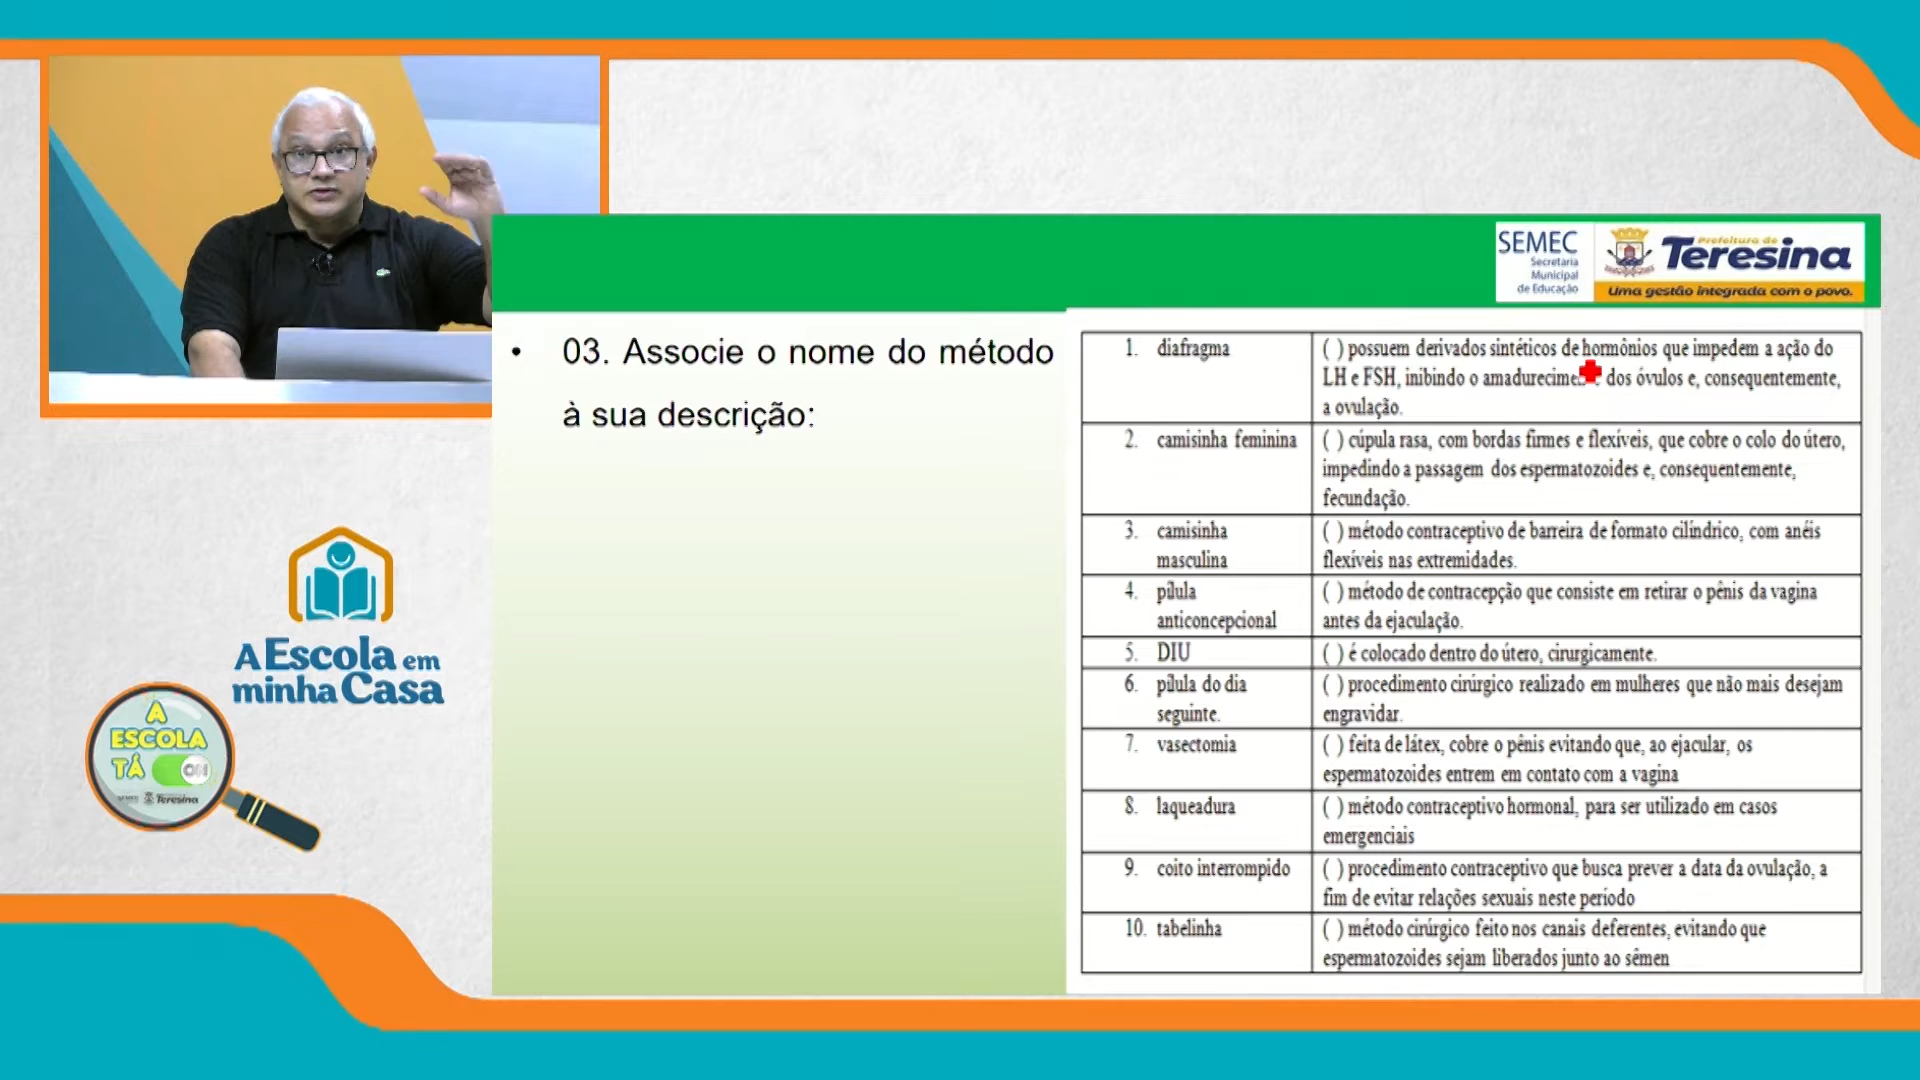 SEMEC
Secretaria
Municipal
de Educação
Prefeitura de
Teresina
Uma gestão integrada com o povo.
• 03. Associe o nome do método
à sua descrição:
1. diafragma
( ) possuem derivados sintéticos de hormônios que impedem a ação do
LH e FSH, inibindo o dos óvulos e, consequentemente,
a ovulação.
2. camisinha feminina
( ) cúpula rasa, com bordas firmes e flexíveis, que cobre o colo do útero,
impedindo a passagem dos espermatozoides e, consequentemente,
fecundação.
3. camisinha
masculina
( ) método contraceptivo de barreira de formato cilíndrico, com anéis
flexíveis nas extremidades.
4. pílula
anticoncepcional
( ) método de contracepção que consiste em retirar o pênis da vagina
antes da ejaculação.
5. DIU
( ) é colocado dentro do útero, cirurgicamente.
6. pílula do dia
seguinte.
( ) procedimento cirúrgico realizado em mulheres que não mais desejam
engravidar.
7. vasectomia
( ) feita de látex, cobre o pênis evitando que, ao ejacular, os
espermatozoides entrem em contato com a vagina
8. laqueadura
( ) método contraceptivo hormonal, para ser utilizado em casos
emergenciais
9. coito interrompido
( ) procedimento contraceptivo que busca prever a data da ovulação, a
fim de evitar relações sexuais neste período
10. tabelinha
( ) método cirúrgico feito nos canais deferentes, evitando que
espermatozoides sejam liberados junto ao sêmen
A Escola em
minha Casa
A
ESCOLA
TÁ ON
SEMEC Teresina